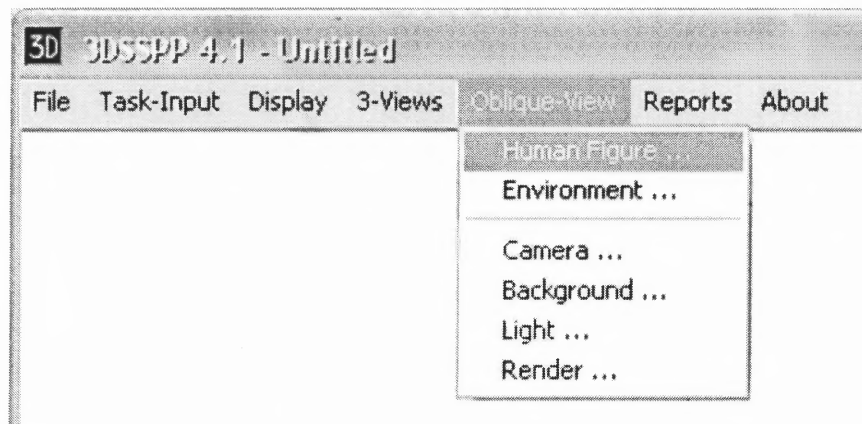 3D 3DSSPP 4.1 - Untitled
File Task-Input Display 3-Views Oblique-View Reports About
Human Figure ...
Environment ...
Camera ...
Background ...
Light ...
Render ...